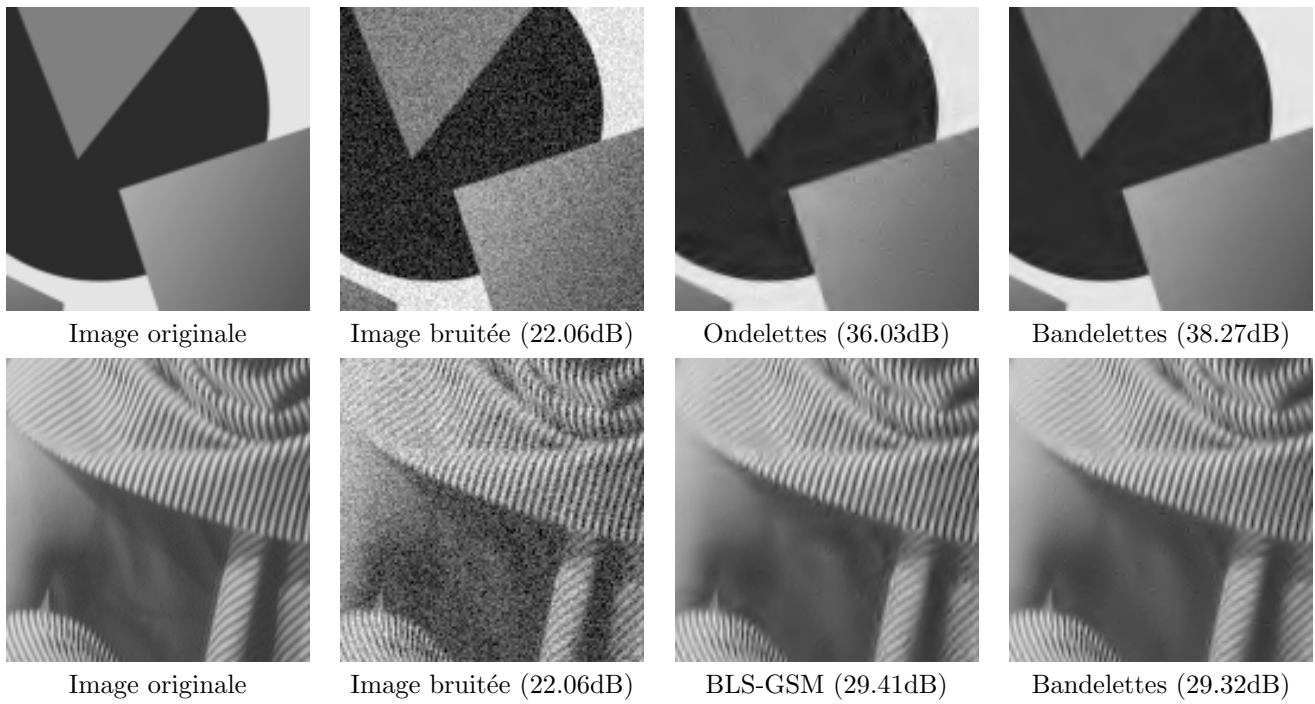 Image originale
Image bruitée (22.06dB)
Ondelettes (36.03dB)
Bandelettes (38.27dB)
Image originale
Image bruitée (22.06dB)
BLS-GSM (29.41dB)
Bandelettes (29.32dB)